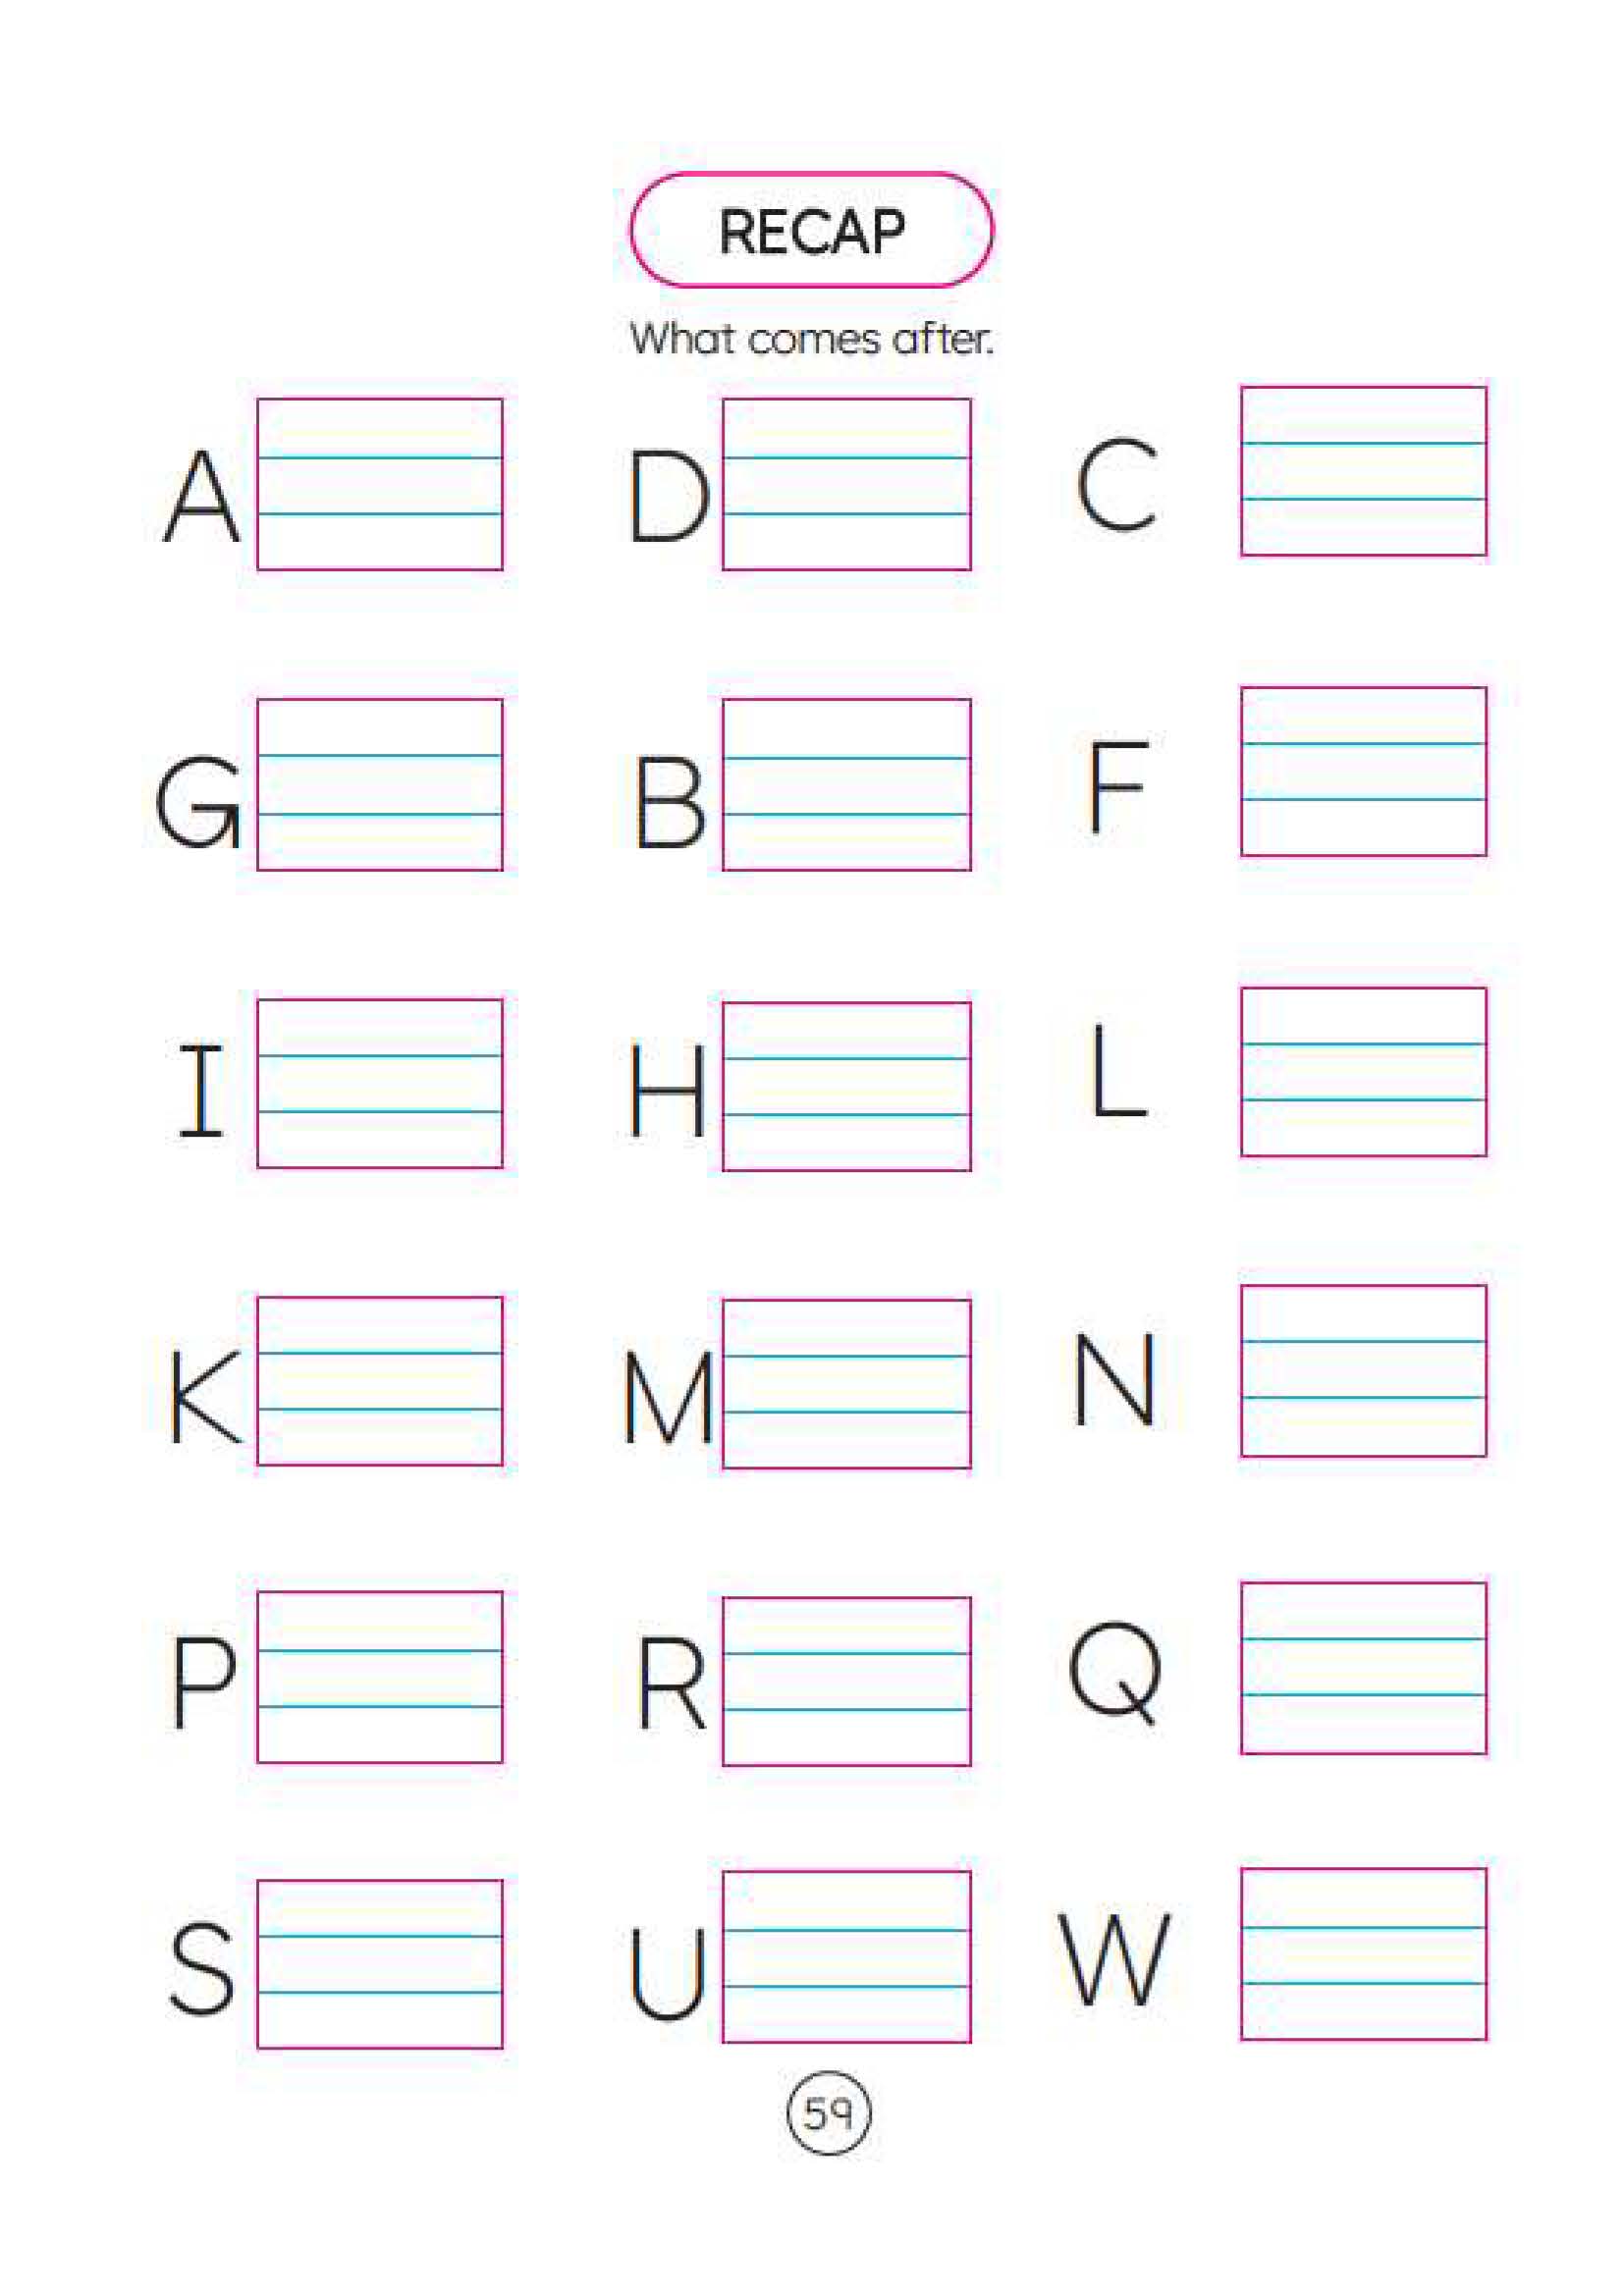 RECAP
What comes after.
A D C
G B F
I H L
K M N
P R Q
S U W
59